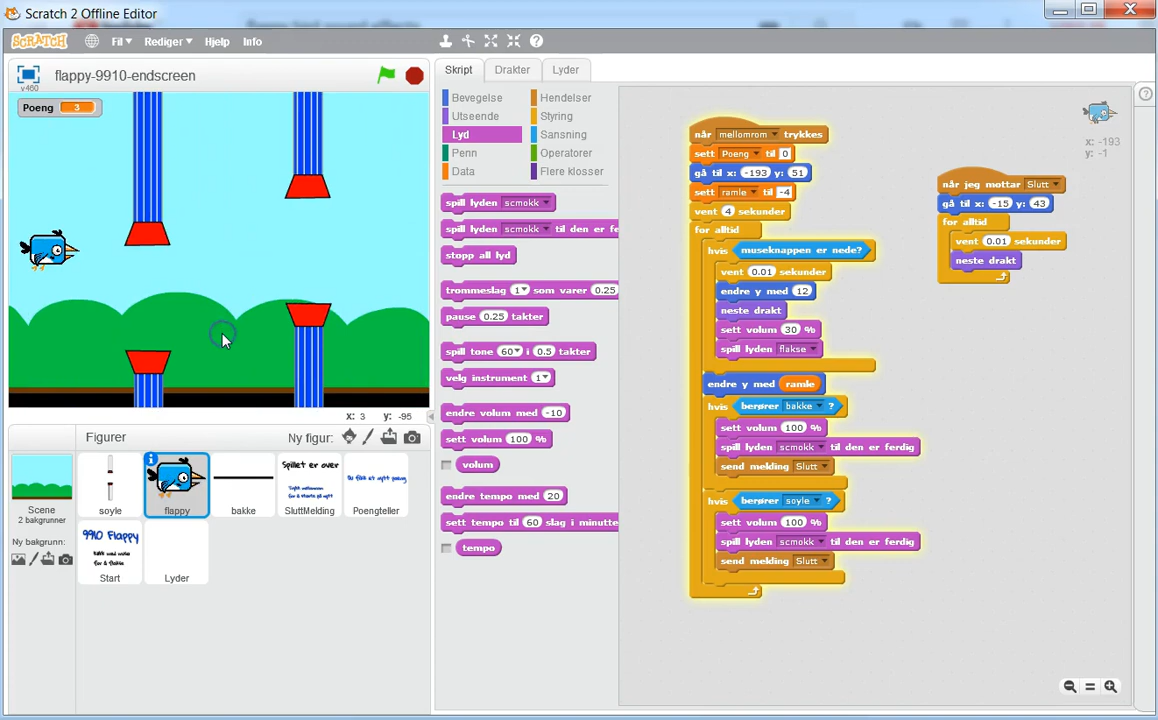 Scratch 2 Offline Editor
SCRATCH
Fil
Rediger
Hjelp
Info
v460
flappy-9910-endscreen
Poeng 3
x: 3 y: -95
Figurer
Ny figur:
Scene
2 bakgrunner
Ny bakgrunn:
soyle
flappy
bakke
Spillet er over
SluttMelding
Poengteller
9910 Flappy
Start
Lyder
Skript
Drakter
Lyder
Bevegelse
Hendelser
Utseende
Styring
Lyd
Sansning
Penn
Operatorer
Data
Flere klosser
spill lyden scmokk
spill lyden scmokk til den er fe
stopp all lyd
trommeslag 1 som varer 0.25
pause 0.25 takter
spill tone 60 i 0.5 takter
velg instrument 1
endre volum med -10
sett volum 100 %
volum
endre tempo med 20
sett tempo til 60 slag i minutte
tempo
når mellomrom trykkes
sett Poeng til 0
gå til x: -193 y: 51
sett ramle til -4
vent 4 sekunder
for alltid
hvis museknappen er nede?
vent 0.01 sekunder
endre y med 12
neste drakt
sett volum 30 %
spill lyden flakse
endre y med ramle
hvis berører bakke ?
sett volum 100 %
spill lyden scmokk til den er ferdig
send melding Slutt
hvis berører soyle ?
sett volum 100 %
spill lyden scmokk til den er ferdig
send melding Slutt
når jeg mottar Slutt
gå til x: -15 y: 43
for alltid
vent 0.01 sekunder
neste drakt
x: -193
y: -1